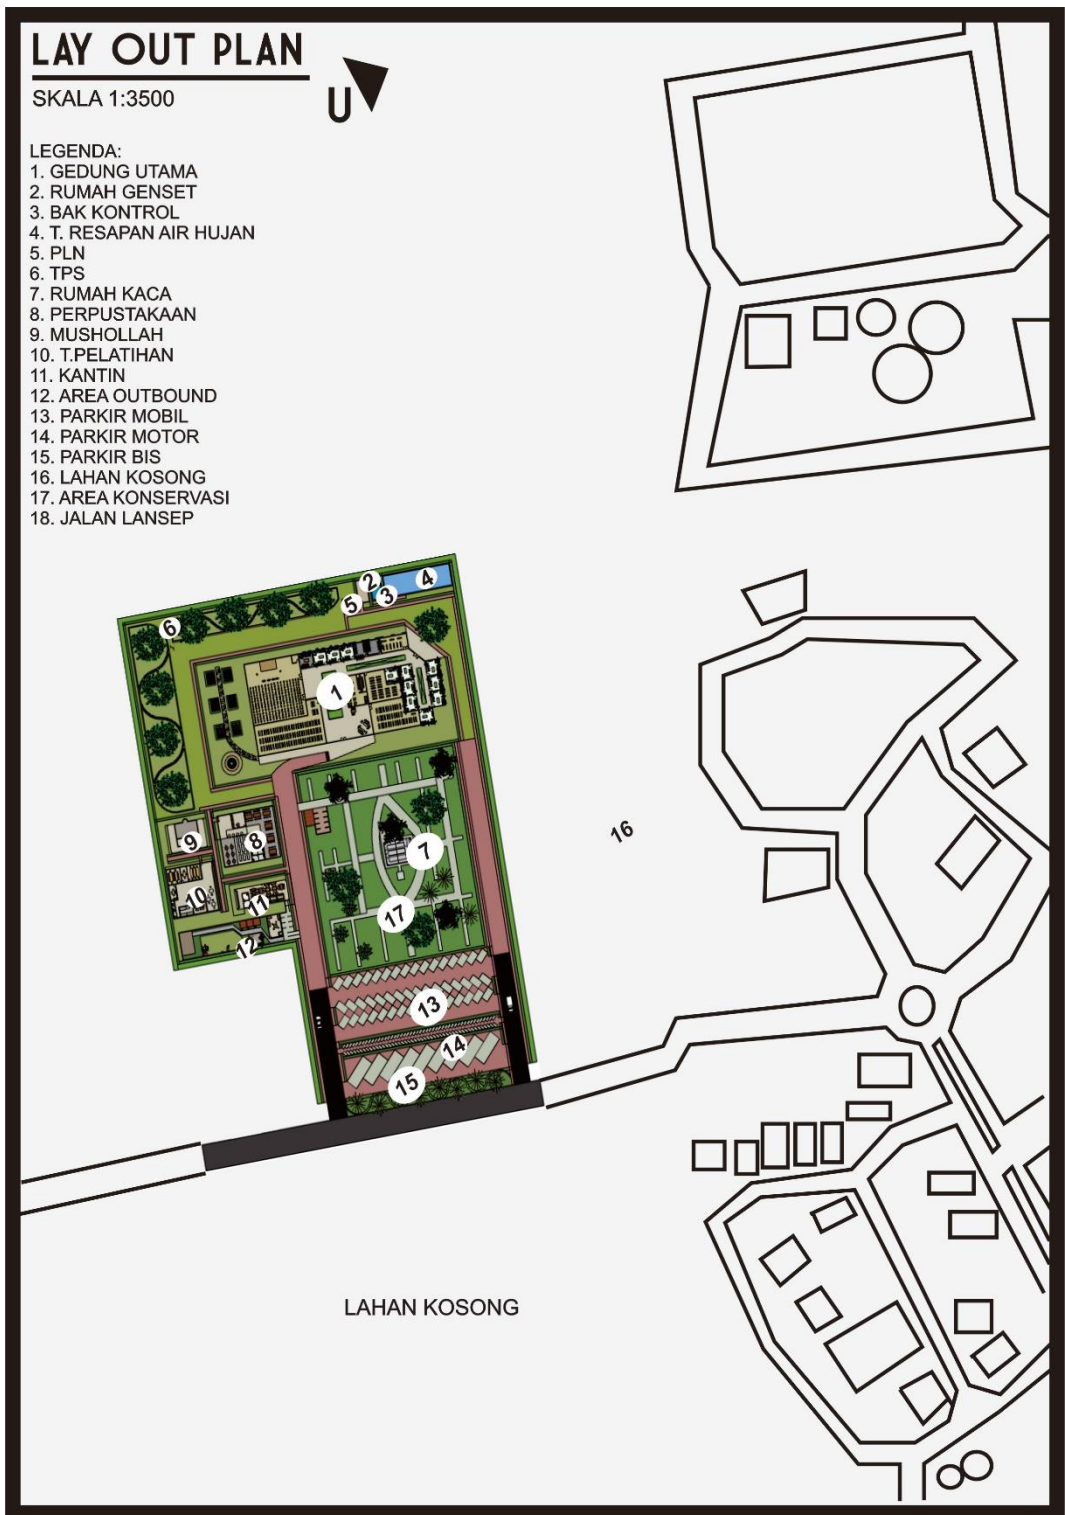 LAY OUT PLAN
SKALA 1:3500
U
LEGENDA:
1. GEDUNG UTAMA
2. RUMAH GENSET
3. BAK KONTROL
4. T. RESAPAN AIR HUJAN
5. PLN
6. TPS
7. RUMAH KACA
8. PERPUSTAKAAN
9. MUSHOLLAH
10. T.PELATIHAN
11. KANTIN
12. AREA OUTBOUND
13. PARKIR MOBIL
14. PARKIR MOTOR
15. PARKIR BIS
16. LAHAN KOSONG
17. AREA KONSERVASI
18. JALAN LANSEP
2
4
3
5
6
1
16
9
8
7
10
11
17
12
13
14
15
LAHAN KOSONG